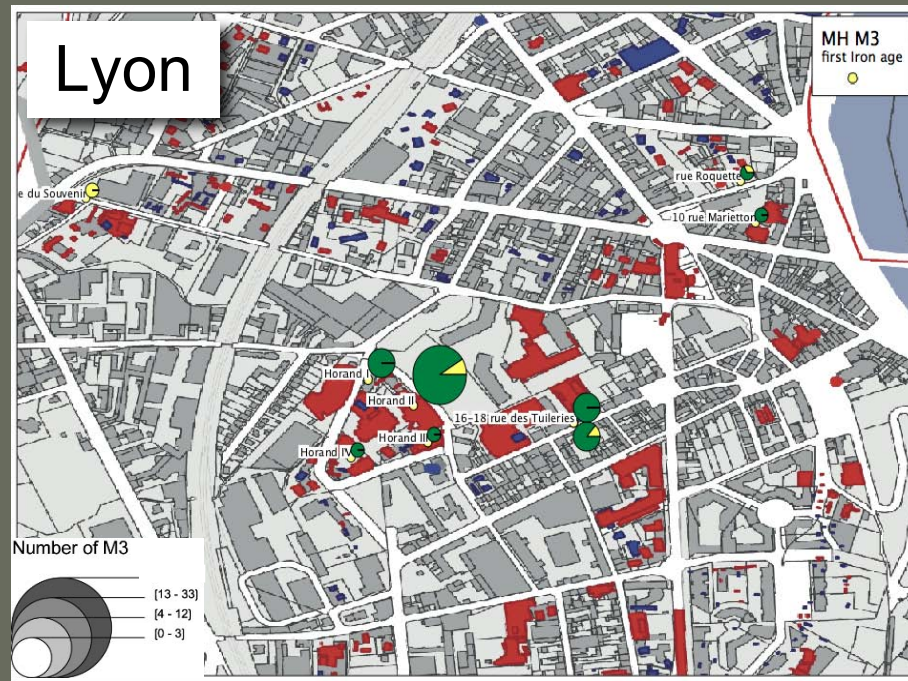 Lyon
MH M3
first Iron age
rue Roquette
e du Souvenir
10 rue Marietton
Horand I
Horand II
16-18 rue des Tuileries
Horand III
Horand IV
Number of M3
[13 - 33]
[4 - 12]
[0 - 3]